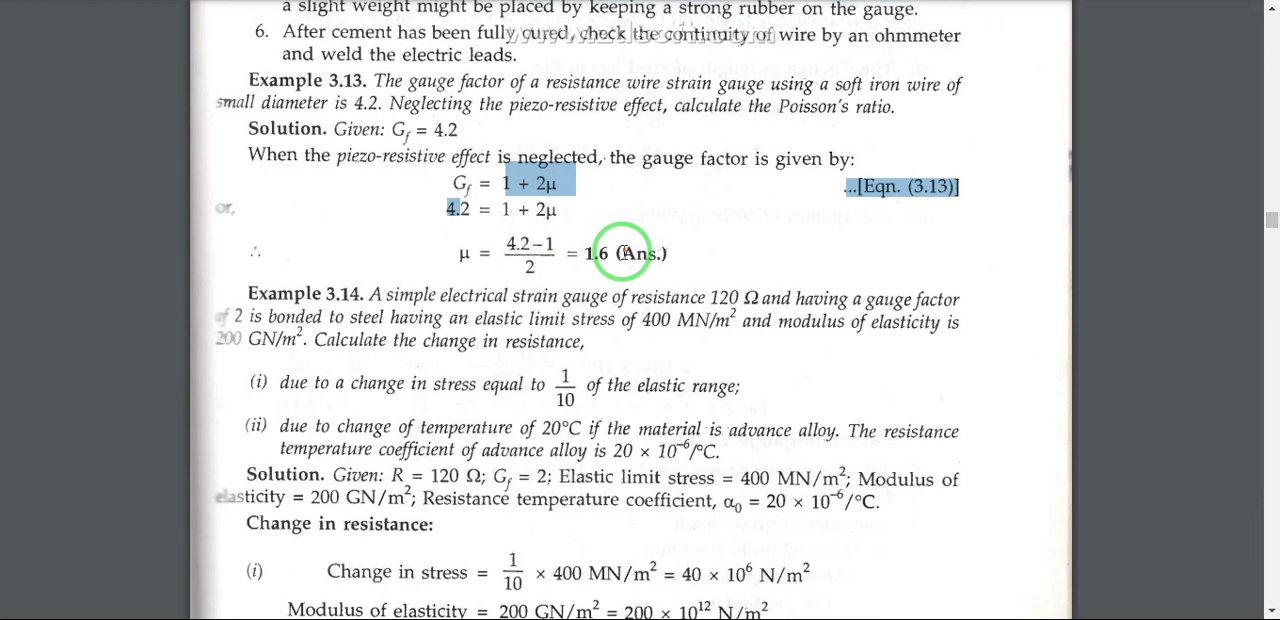 a slight weight might be placed by keeping a strong rubber on the gauge.
6. After cement has been fully cured, check the continuity of wire by an ohmmeter
and weld the electric leads.
Example 3.13. The gauge factor of a resistance wire strain gauge using a soft iron wire of
small diameter is 4.2. Neglecting the piezo-resistive effect, calculate the Poisson's ratio.
Solution. Given: G_f = 4.2
When the piezo-resistive effect is neglected, the gauge factor is given by:
G_f = 1 + 2μ ...[Eqn. (3.13)]
or, 4.2 = 1 + 2μ
∴ μ = (4.2–1)/2 = 1.6 (Ans.)
Example 3.14. A simple electrical strain gauge of resistance 120 Ω and having a gauge factor
of 2 is bonded to steel having an elastic limit stress of 400 MN/m² and modulus of elasticity is
200 GN/m². Calculate the change in resistance,
(i) due to a change in stress equal to 1/10 of the elastic range;
(ii) due to change of temperature of 20°C if the material is advance alloy. The resistance
temperature coefficient of advance alloy is 20 × 10⁻⁶/°C.
Solution. Given: R = 120 Ω; G_f = 2; Elastic limit stress = 400 MN/m²; Modulus of
elasticity = 200 GN/m²; Resistance temperature coefficient, α₀ = 20 × 10⁻⁶/°C.
Change in resistance:
(i) Change in stress = 1/10 × 400 MN/m² = 40 × 10⁶ N/m²
Modulus of elasticity = 200 GN/m² = 200 × 10¹² N/m²